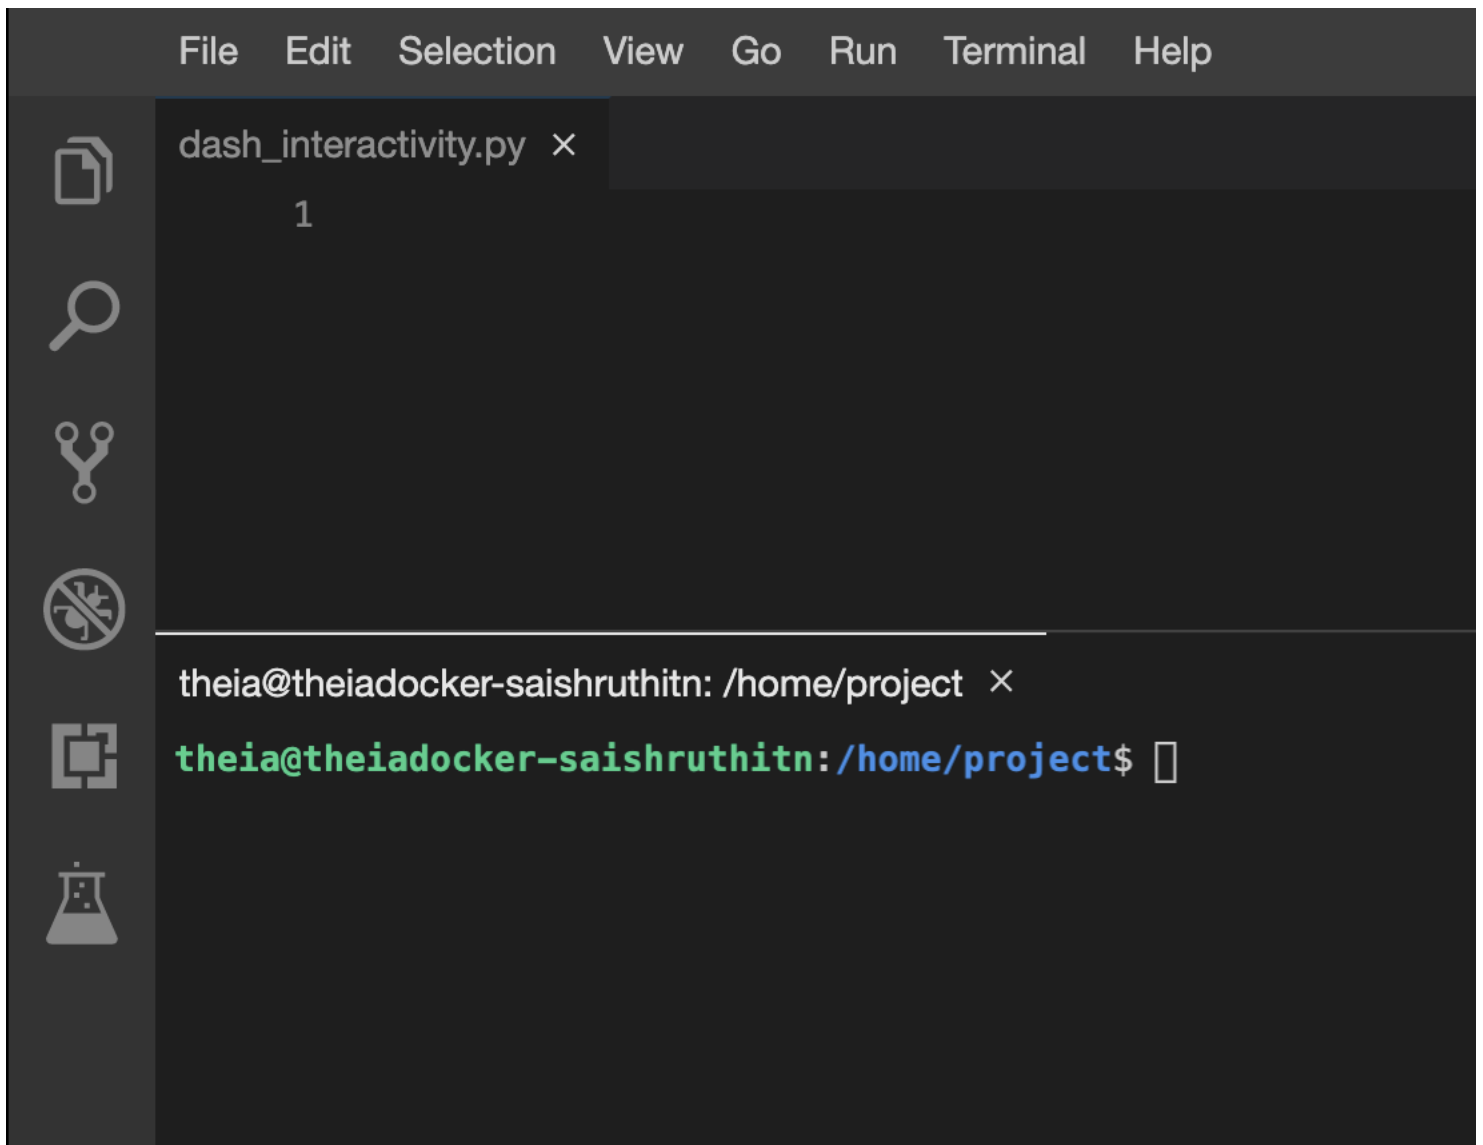 File Edit Selection View Go Run Terminal Help
dash_interactivity.py ×
1
theia@theiadocker-saishruthitn: /home/project ×
theia@theiadocker-saishruthitn:/home/project$